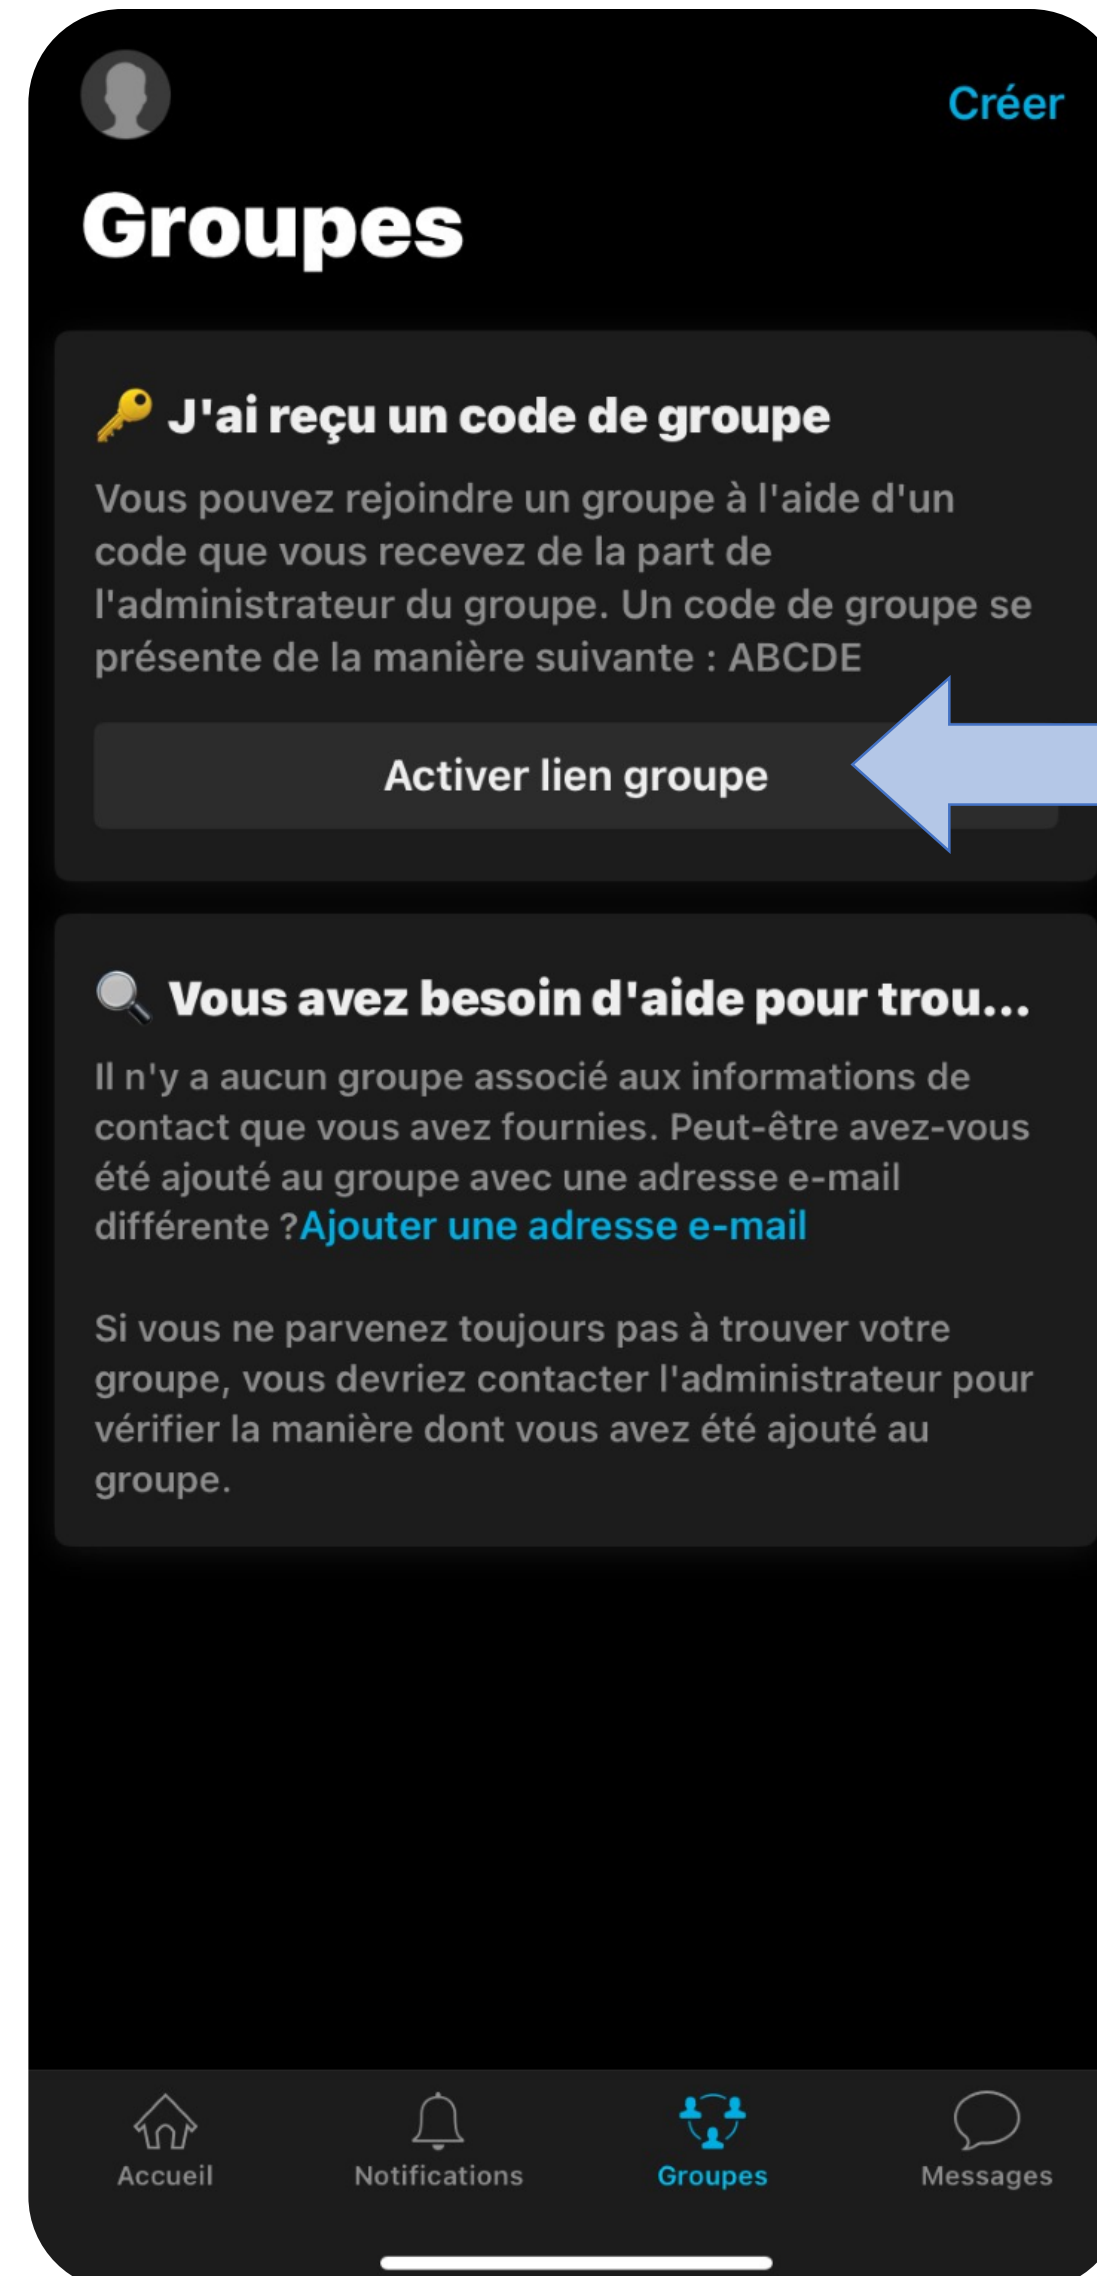 Créer
Groupes
🔑 J'ai reçu un code de groupe
Vous pouvez rejoindre un groupe à l'aide d'un
code que vous recevez de la part de
l'administrateur du groupe. Un code de groupe se
présente de la manière suivante : ABCDE
Activer lien groupe
🔍 Vous avez besoin d'aide pour trou...
Il n'y a aucun groupe associé aux informations de
contact que vous avez fournies. Peut-être avez-vous
été ajouté au groupe avec une adresse e-mail
différente ?Ajouter une adresse e-mail
Si vous ne parvenez toujours pas à trouver votre
groupe, vous devriez contacter l'administrateur pour
vérifier la manière dont vous avez été ajouté au
groupe.
Accueil Notifications Groupes Messages